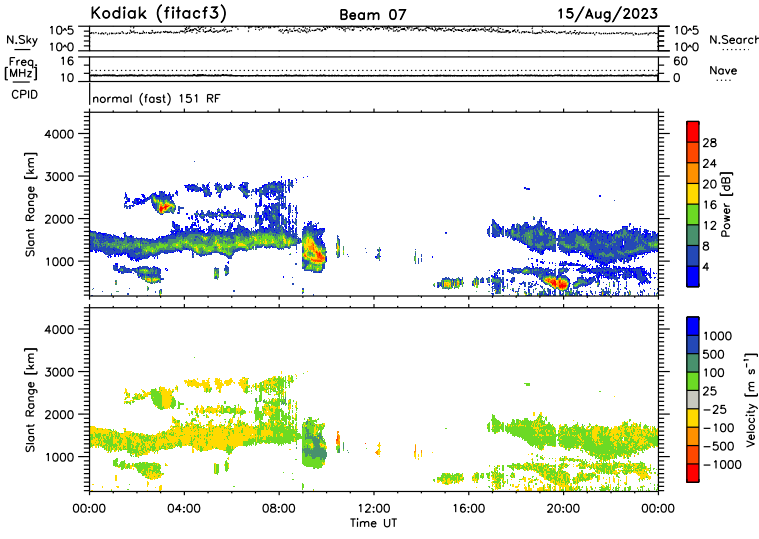 Kodiak (fitacf3) Beam 07 15/Aug/2023
N.Sky 10^5 10^0 10^5 10^0 N.Search
Freq. [MHz] 16 10 60 0 Nave
CPID normal (fast) 151 RF
4000
3000
2000
1000
Slant Range [km]
28
24
20
16
12
8
4
Power [dB]
4000
3000
2000
1000
Slant Range [km]
1000
500
100
25
-25
-100
-500
-1000
Velocity [m s⁻¹]
00:00 04:00 08:00 12:00 16:00 20:00 00:00
Time UT